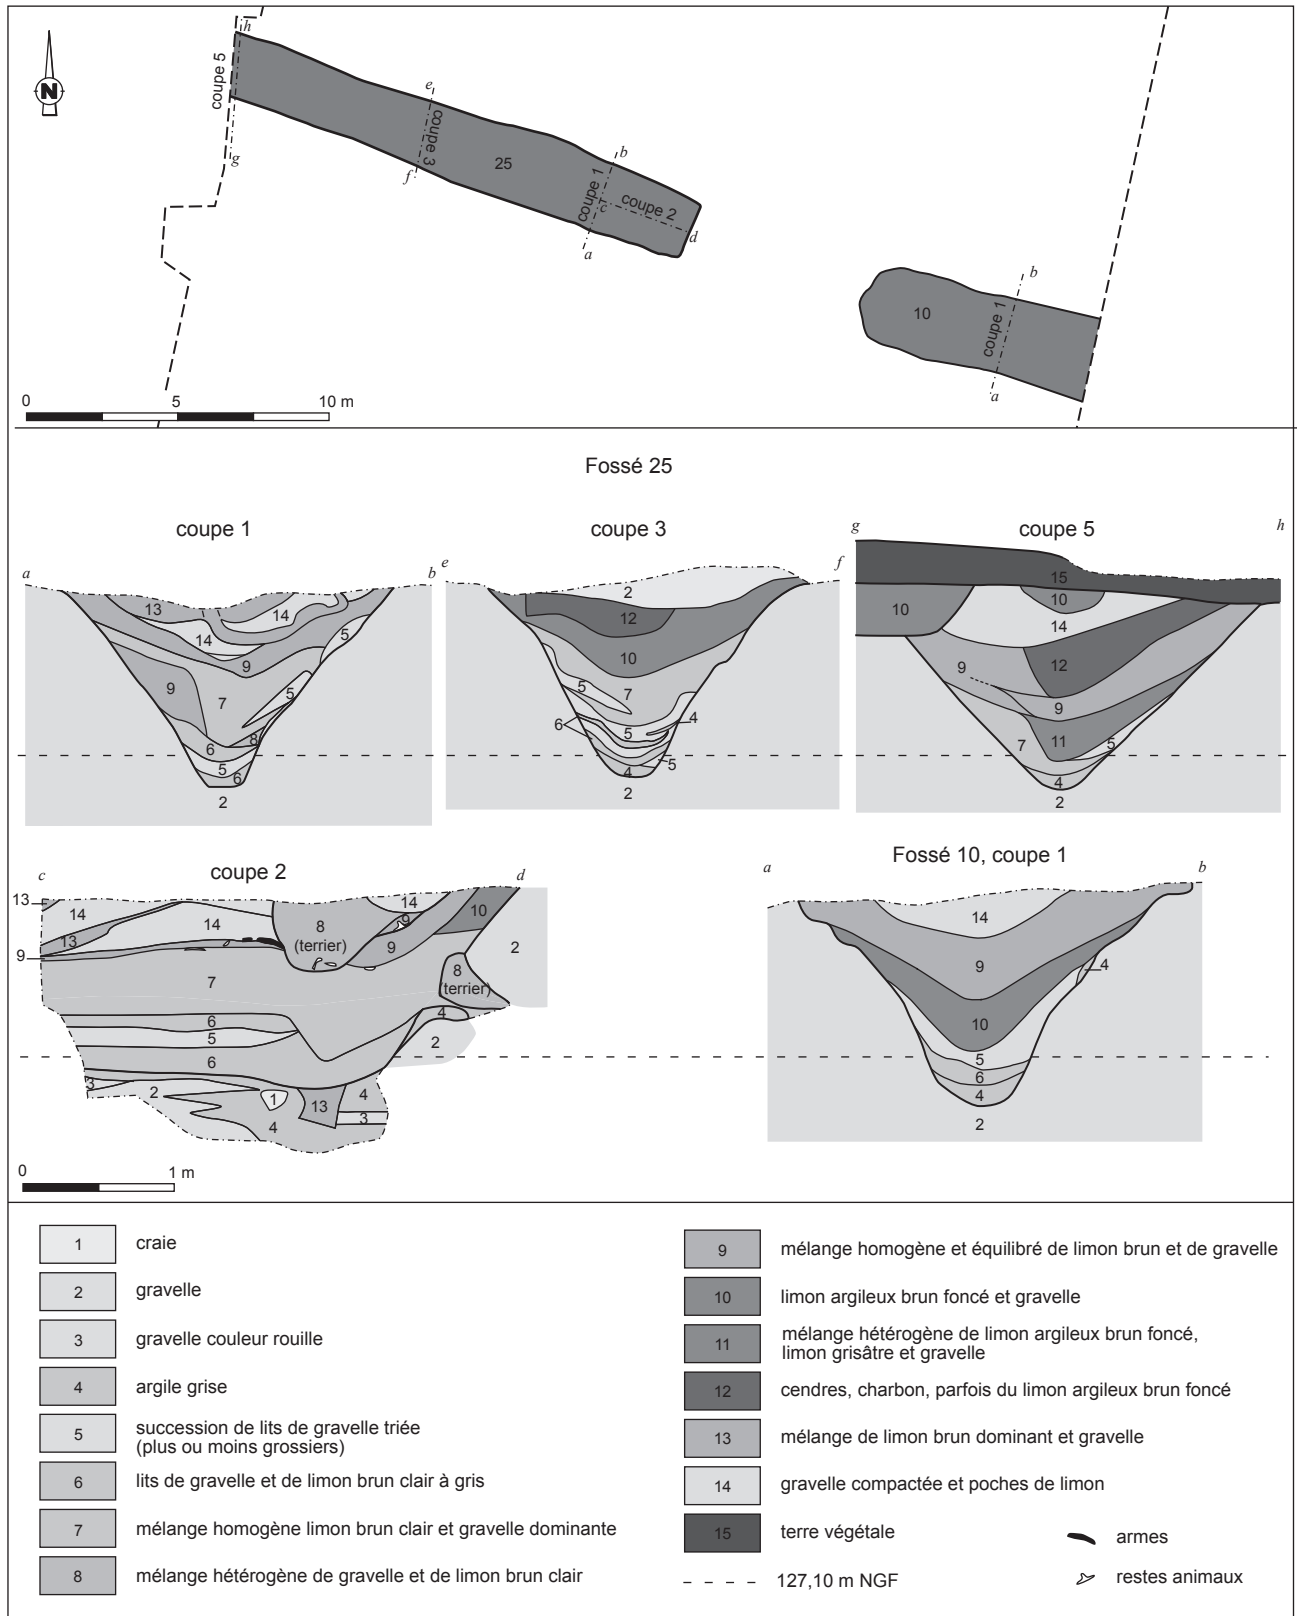 N
h
coupe 5
g
e
coupe 3
f
25
b
coupe 1
c
coupe 2
d
a
10
b
coupe 1
a
0 5 10 m
Fossé 25
coupe 1
a b
13
14
14
5
9
9
7
5
6
8
5
6
2
coupe 3
e f
2
12
10
5
7
6
4
5
5
4
2
coupe 5
g h
15
10
10
14
12
9
9
7
11
5
4
2
coupe 2
c d
13
14
14
13
9
8
(terrier)
14
9
10
9
2
7
8
(terrier)
4
6
5
6
2
3
2
1
13
4
3
4
0 1 m
Fossé 10, coupe 1
a b
14
9
4
10
5
6
4
2
1 craie
2 gravelle
3 gravelle couleur rouille
4 argile grise
5 succession de lits de gravelle triée
(plus ou moins grossiers)
6 lits de gravelle et de limon brun clair à gris
7 mélange homogène limon brun clair et gravelle dominante
8 mélange hétérogène de gravelle et de limon brun clair
9 mélange homogène et équilibré de limon brun et de gravelle
10 limon argileux brun foncé et gravelle
11 mélange hétérogène de limon argileux brun foncé,
limon grisâtre et gravelle
12 cendres, charbon, parfois du limon argileux brun foncé
13 mélange de limon brun dominant et gravelle
14 gravelle compactée et poches de limon
15 terre végétale
127,10 m NGF
armes
restes animaux